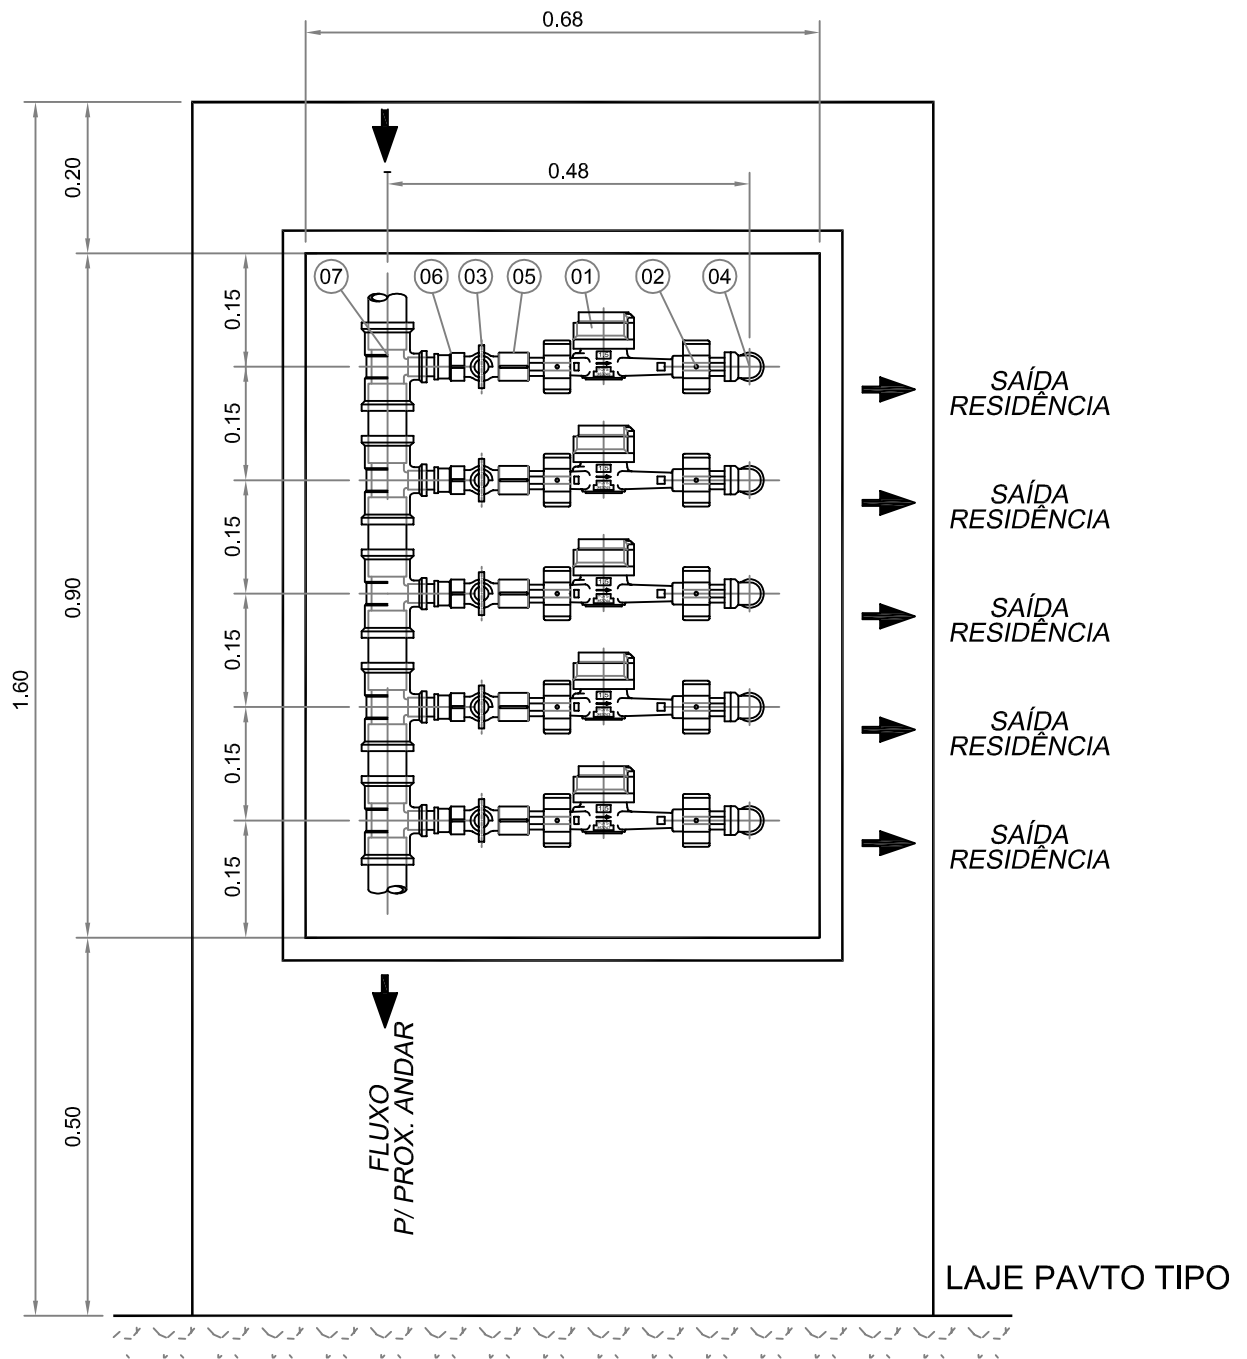 0.68
0.20
0.48
07
06
03
05
01
02
04
0.15
SAÍDA
RESIDÊNCIA
0.15
SAÍDA
RESIDÊNCIA
0.15
0.90
SAÍDA
RESIDÊNCIA
0.15
1.60
SAÍDA
RESIDÊNCIA
0.15
SAÍDA
RESIDÊNCIA
0.15
0.50
FLUXO
P/ PROX. ANDAR
LAJE PAVTO TIPO